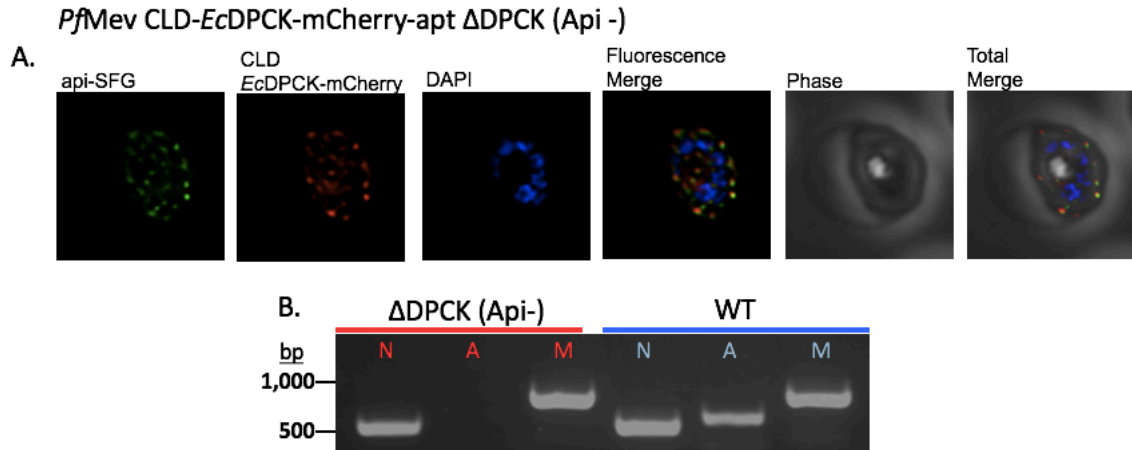 PfMev CLD-EcDPCK-mCherry-apt ΔDPCK (Api -)
A.
api-SFG
CLD
EcDPCK-mCherry
DAPI
Fluorescence
Merge
Phase
Total
Merge
B.
ΔDPCK (Api-)
WT
bp
N A M N A M
1,000
500